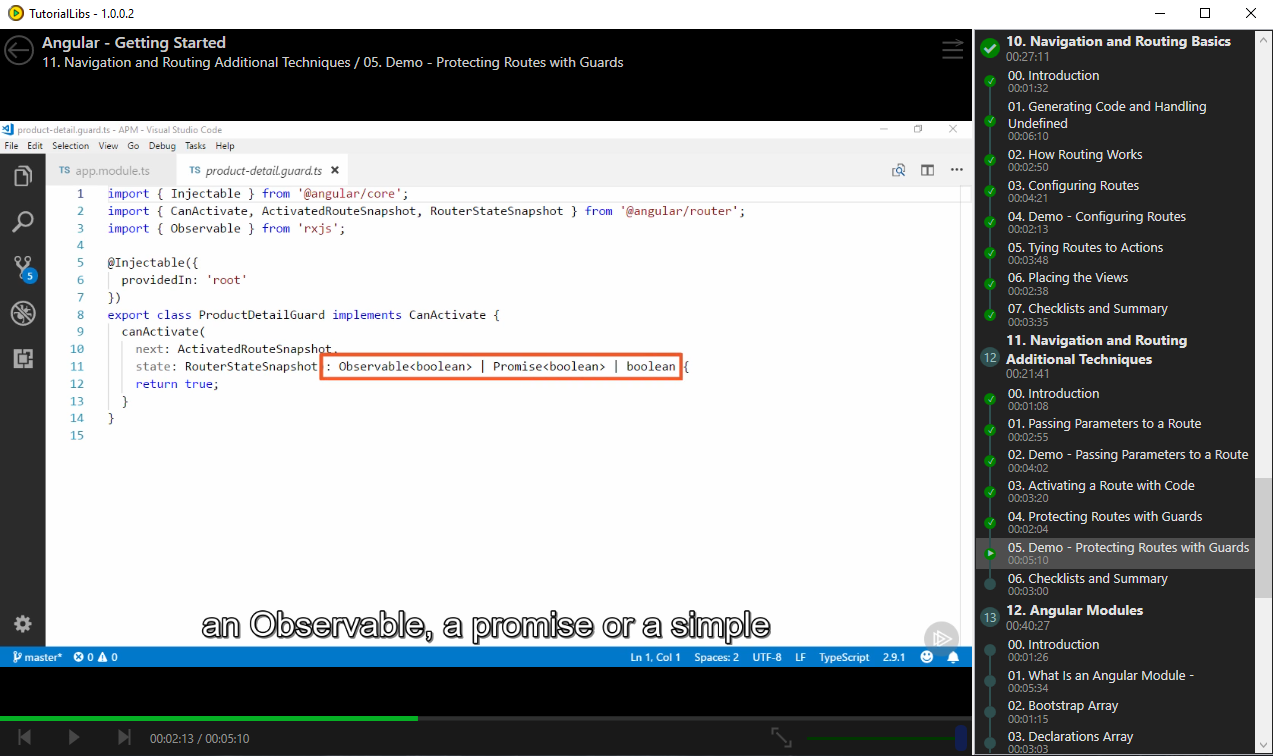 TutorialLibs - 1.0.0.2
Angular - Getting Started
11. Navigation and Routing Additional Techniques / 05. Demo - Protecting Routes with Guards
product-detail.guard.ts - APM - Visual Studio Code
File Edit Selection View Go Debug Tasks Help
TS app.module.ts TS product-detail.guard.ts
1 import { Injectable } from '@angular/core';
2 import { CanActivate, ActivatedRouteSnapshot, RouterStateSnapshot } from '@angular/router';
3 import { Observable } from 'rxjs';
4
5 @Injectable({
6 providedIn: 'root'
7 })
8 export class ProductDetailGuard implements CanActivate {
9 canActivate(
10 next: ActivatedRouteSnapshot,
11 state: RouterStateSnapshot : Observable<boolean> | Promise<boolean> | boolean {
12 return true;
13 }
14 }
15
5
an Observable, a promise or a simple
master* 0 0 Ln 1, Col 1 Spaces: 2 UTF-8 LF TypeScript 2.9.1
00:02:13 / 00:05:10
10. Navigation and Routing Basics
00:27:11
00. Introduction
00:01:32
01. Generating Code and Handling
Undefined
00:06:10
02. How Routing Works
00:02:50
03. Configuring Routes
00:04:21
04. Demo - Configuring Routes
00:02:13
05. Tying Routes to Actions
00:03:48
06. Placing the Views
00:02:38
07. Checklists and Summary
00:03:35
11. Navigation and Routing
12 Additional Techniques
00:21:41
00. Introduction
00:01:08
01. Passing Parameters to a Route
00:02:55
02. Demo - Passing Parameters to a Route
00:04:02
03. Activating a Route with Code
00:03:20
04. Protecting Routes with Guards
00:02:04
05. Demo - Protecting Routes with Guards
00:05:10
06. Checklists and Summary
00:03:00
13 12. Angular Modules
00:40:27
00. Introduction
00:01:26
01. What Is an Angular Module -
00:05:34
02. Bootstrap Array
00:01:15
03. Declarations Array
00:03:03